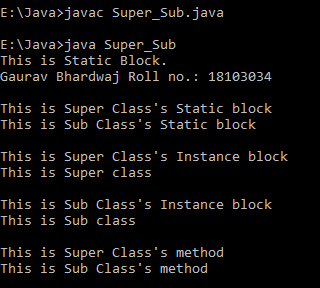 E:\Java>javac Super_Sub.java
E:\Java>java Super_Sub
This is Static Block.
Gaurav Bhardwaj Roll no.: 18103034
This is Super Class's Static block
This is Sub Class's Static block
This is Super Class's Instance block
This is Super class
This is Sub Class's Instance block
This is Sub class
This is Super Class's method
This is Sub Class's method